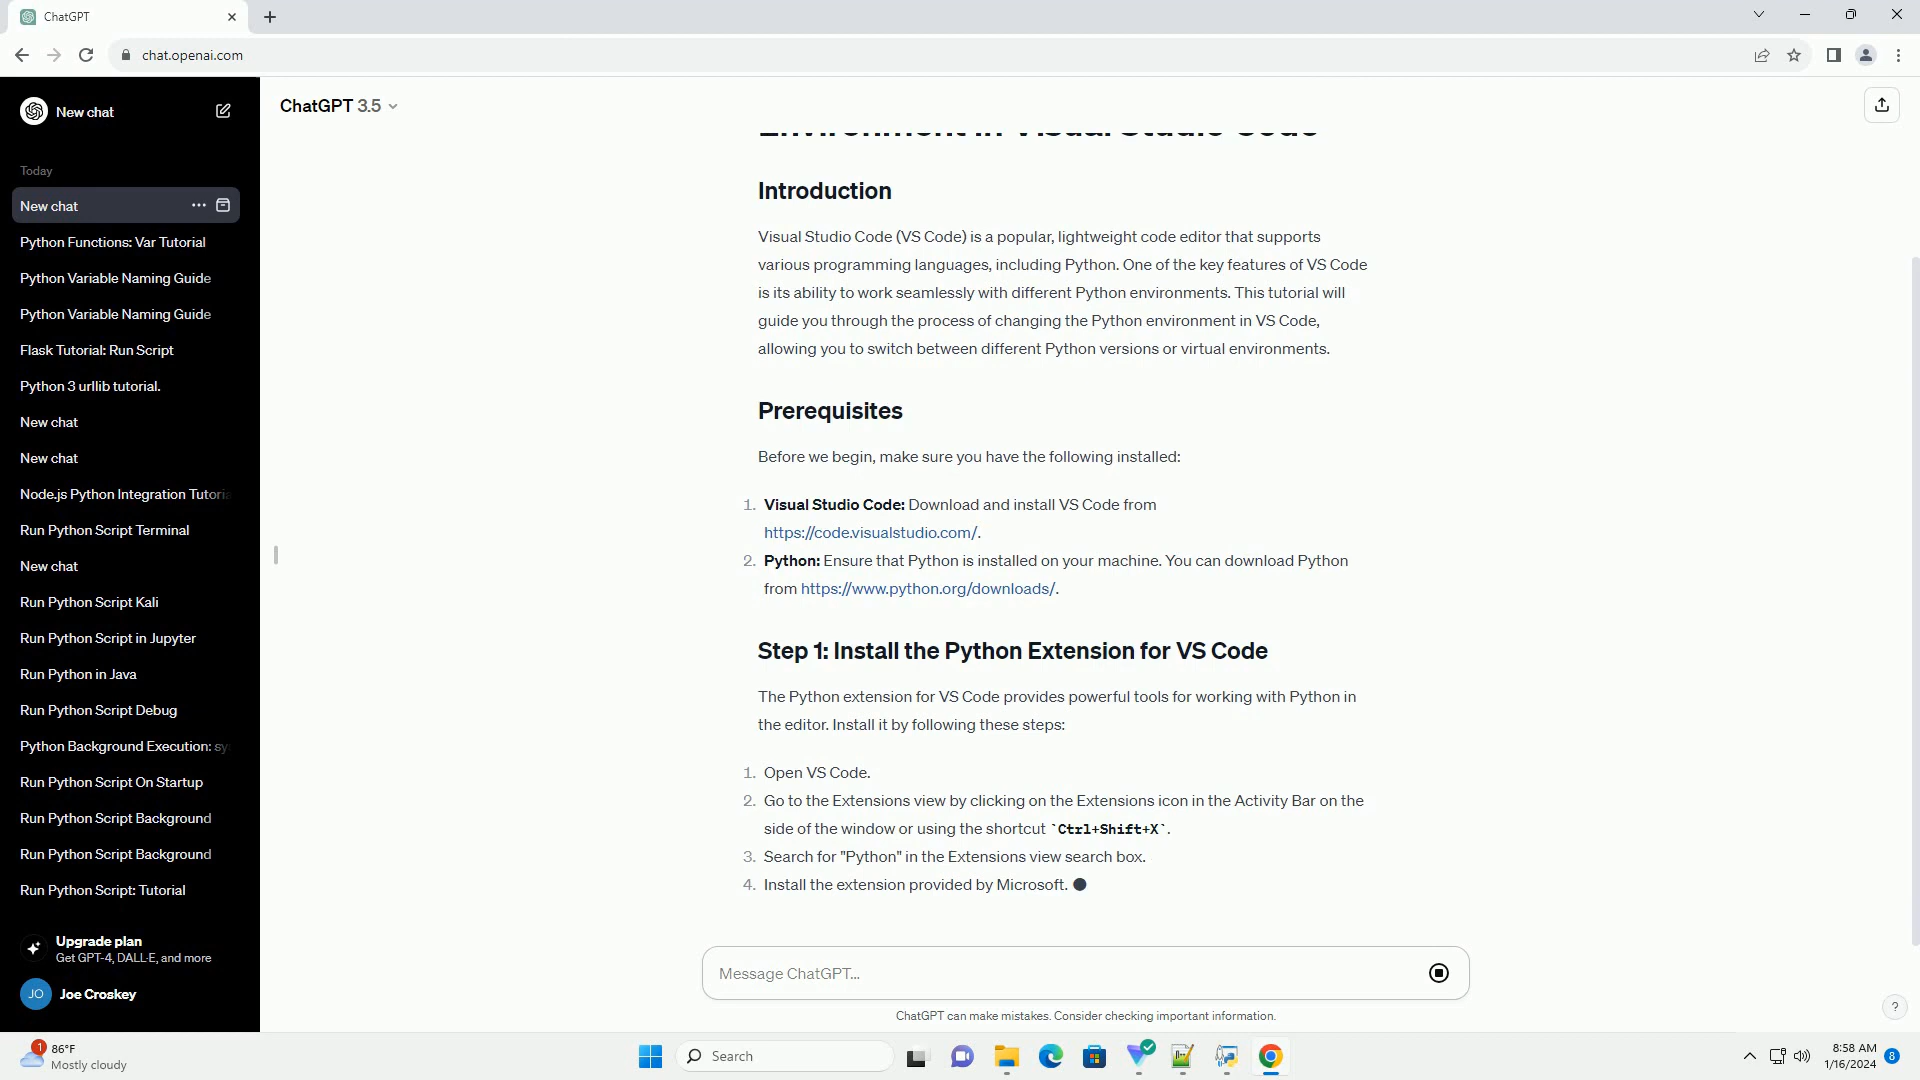 ChatGPT
chat.openai.com
New chat
ChatGPT 3.5
Environment in Visual Studio Code
Today
New chat
Python Functions: Var Tutorial
Python Variable Naming Guide
Python Variable Naming Guide
Flask Tutorial: Run Script
Python 3 urllib tutorial.
New chat
New chat
Node.js Python Integration Tutoria
Run Python Script Terminal
New chat
Run Python Script Kali
Run Python Script in Jupyter
Run Python in Java
Run Python Script Debug
Python Background Execution: sy
Run Python Script On Startup
Run Python Script Background
Run Python Script Background
Run Python Script: Tutorial
Upgrade plan
Get GPT-4, DALL·E, and more
JO Joe Croskey
Introduction
Visual Studio Code (VS Code) is a popular, lightweight code editor that supports
various programming languages, including Python. One of the key features of VS Code
is its ability to work seamlessly with different Python environments. This tutorial will
guide you through the process of changing the Python environment in VS Code,
allowing you to switch between different Python versions or virtual environments.
Prerequisites
Before we begin, make sure you have the following installed:
1. Visual Studio Code: Download and install VS Code from
https://code.visualstudio.com/.
2. Python: Ensure that Python is installed on your machine. You can download Python
from https://www.python.org/downloads/.
Step 1: Install the Python Extension for VS Code
The Python extension for VS Code provides powerful tools for working with Python in
the editor. Install it by following these steps:
1. Open VS Code.
2. Go to the Extensions view by clicking on the Extensions icon in the Activity Bar on the
side of the window or using the shortcut `Ctrl+Shift+X`.
3. Search for "Python" in the Extensions view search box.
4. Install the extension provided by Microsoft.
Message ChatGPT...
ChatGPT can make mistakes. Consider checking important information.
?
1
86°F
Mostly cloudy
Search
8:58 AM
1/16/2024
8